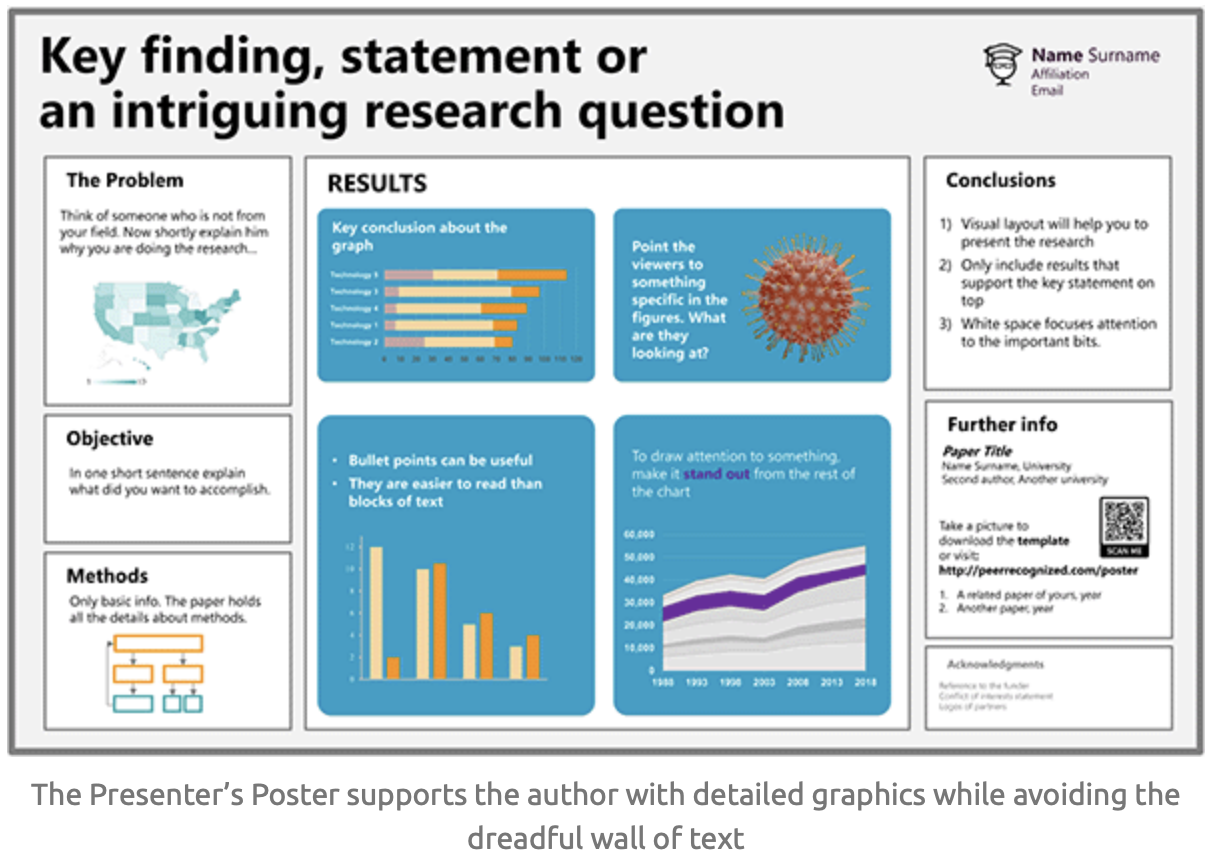 Key finding, statement or
an intriguing research question
Name Surname
Affiliation
Email
The Problem
Think of someone who is not from
your field. Now shortly explain him
why you are doing the research...
Objective
In one short sentence explain
what did you want to accomplish.
Methods
Only basic info. The paper holds
all the details about methods.
RESULTS
Key conclusion about the
graph
Technology 5
Technology 3
Technology 4
Technology 1
Technology 2
0 10 20 30 40 50 60 70 80 90 100 110 120
Point the
viewers to
something
specific in the
figures. What
are they
looking at?
• Bullet points can be useful
• They are easier to read than
blocks of text
12
10
8
6
4
2
0
To draw attention to something,
make it stand out from the rest of
the chart
60,000
50,000
40,000
30,000
20,000
10,000
0
1988 1993 1998 2003 2008 2013 2018
Conclusions
1) Visual layout will help you to
present the research
2) Only include results that
support the key statement on
top
3) White space focuses attention
to the important bits.
Further info
Paper Title
Name Surname, University
Second author, Another university
Take a picture to
download the template
or visit:
http://peerrecognized.com/poster
SCAN ME
1. A related paper of yours, year
2. Another paper, year
Acknowledgments
Reference to the funder
Conflict of interests statement
Logos of partners
The Presenter's Poster supports the author with detailed graphics while avoiding the
dreadful wall of text